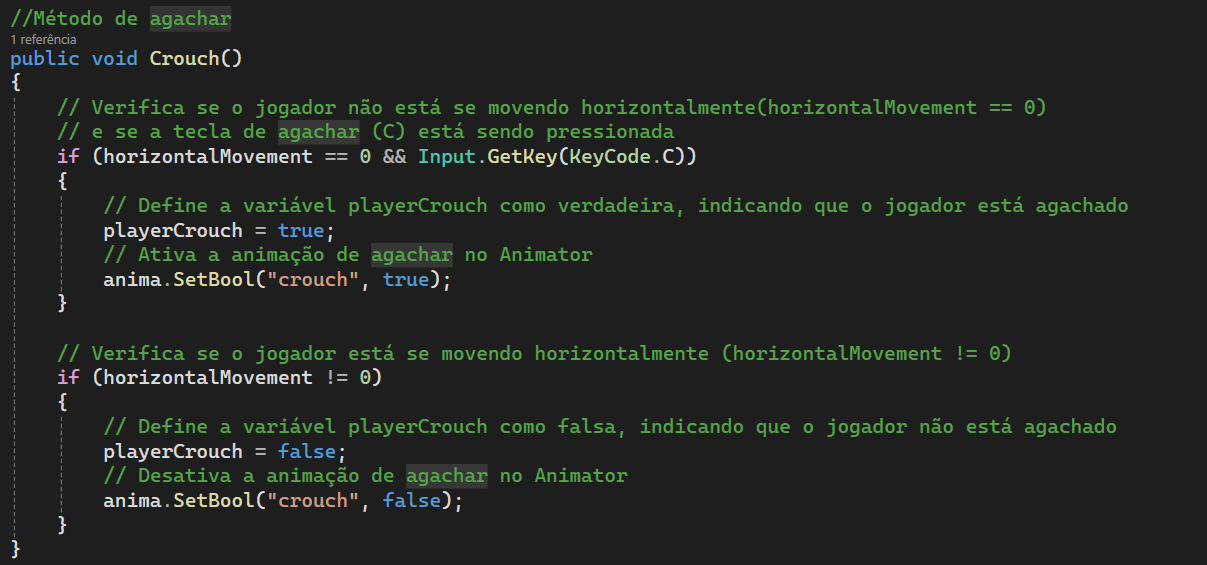 //Método de agachar
1 referência
public void Crouch()
{
    // Verifica se o jogador não está se movendo horizontalmente(horizontalMovement == 0)
    // e se a tecla de agachar (C) está sendo pressionada
    if (horizontalMovement == 0 && Input.GetKey(KeyCode.C))
    {
        // Define a variável playerCrouch como verdadeira, indicando que o jogador está agachado
        playerCrouch = true;
        // Ativa a animação de agachar no Animator
        anima.SetBool("crouch", true);
    }

    // Verifica se o jogador está se movendo horizontalmente (horizontalMovement != 0)
    if (horizontalMovement != 0)
    {
        // Define a variável playerCrouch como falsa, indicando que o jogador não está agachado
        playerCrouch = false;
        // Desativa a animação de agachar no Animator
        anima.SetBool("crouch", false);
    }
}